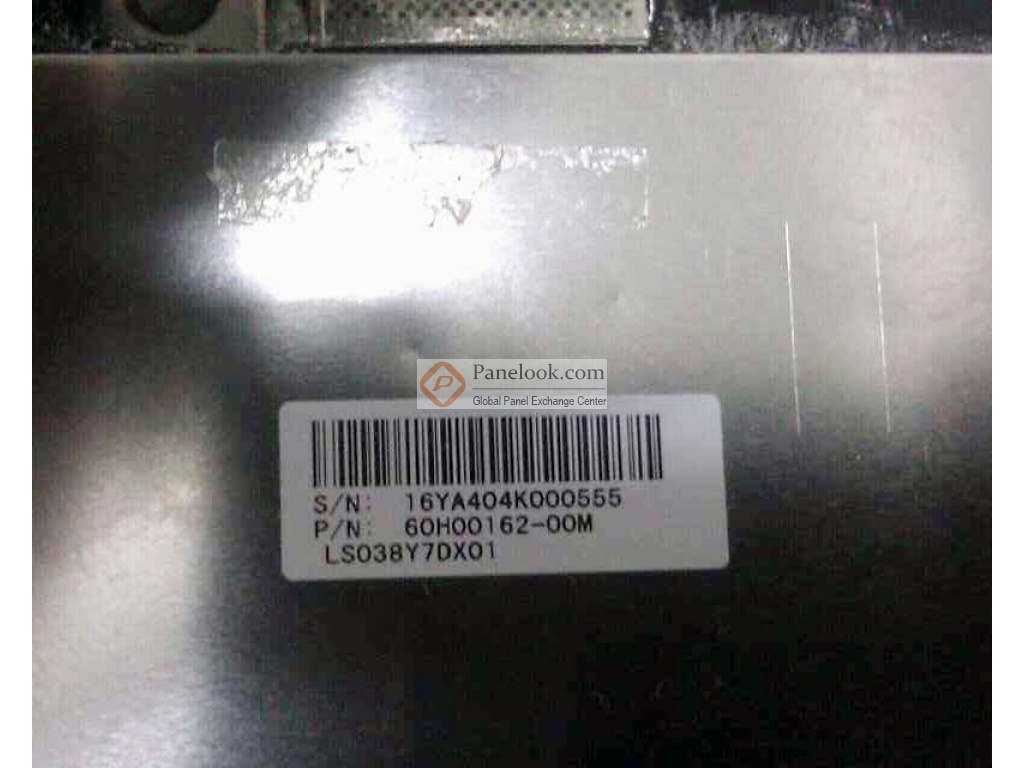 Panelook.com
Global Panel Exchange Center
S/N: 16YA404K000555
P/N: 60H00162-00M
LS038Y7DX01